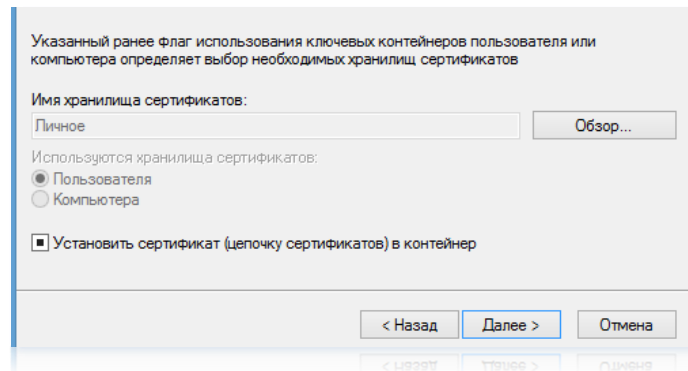 Указанный ранее флаг использования ключевых контейнеров пользователя или
компьютера определяет выбор необходимых хранилищ сертификатов
Имя хранилища сертификатов:
Личное Обзор...
Используются хранилища сертификатов:
Пользователя
Компьютера
Установить сертификат (цепочку сертификатов) в контейнер
< Назад Далее > Отмена